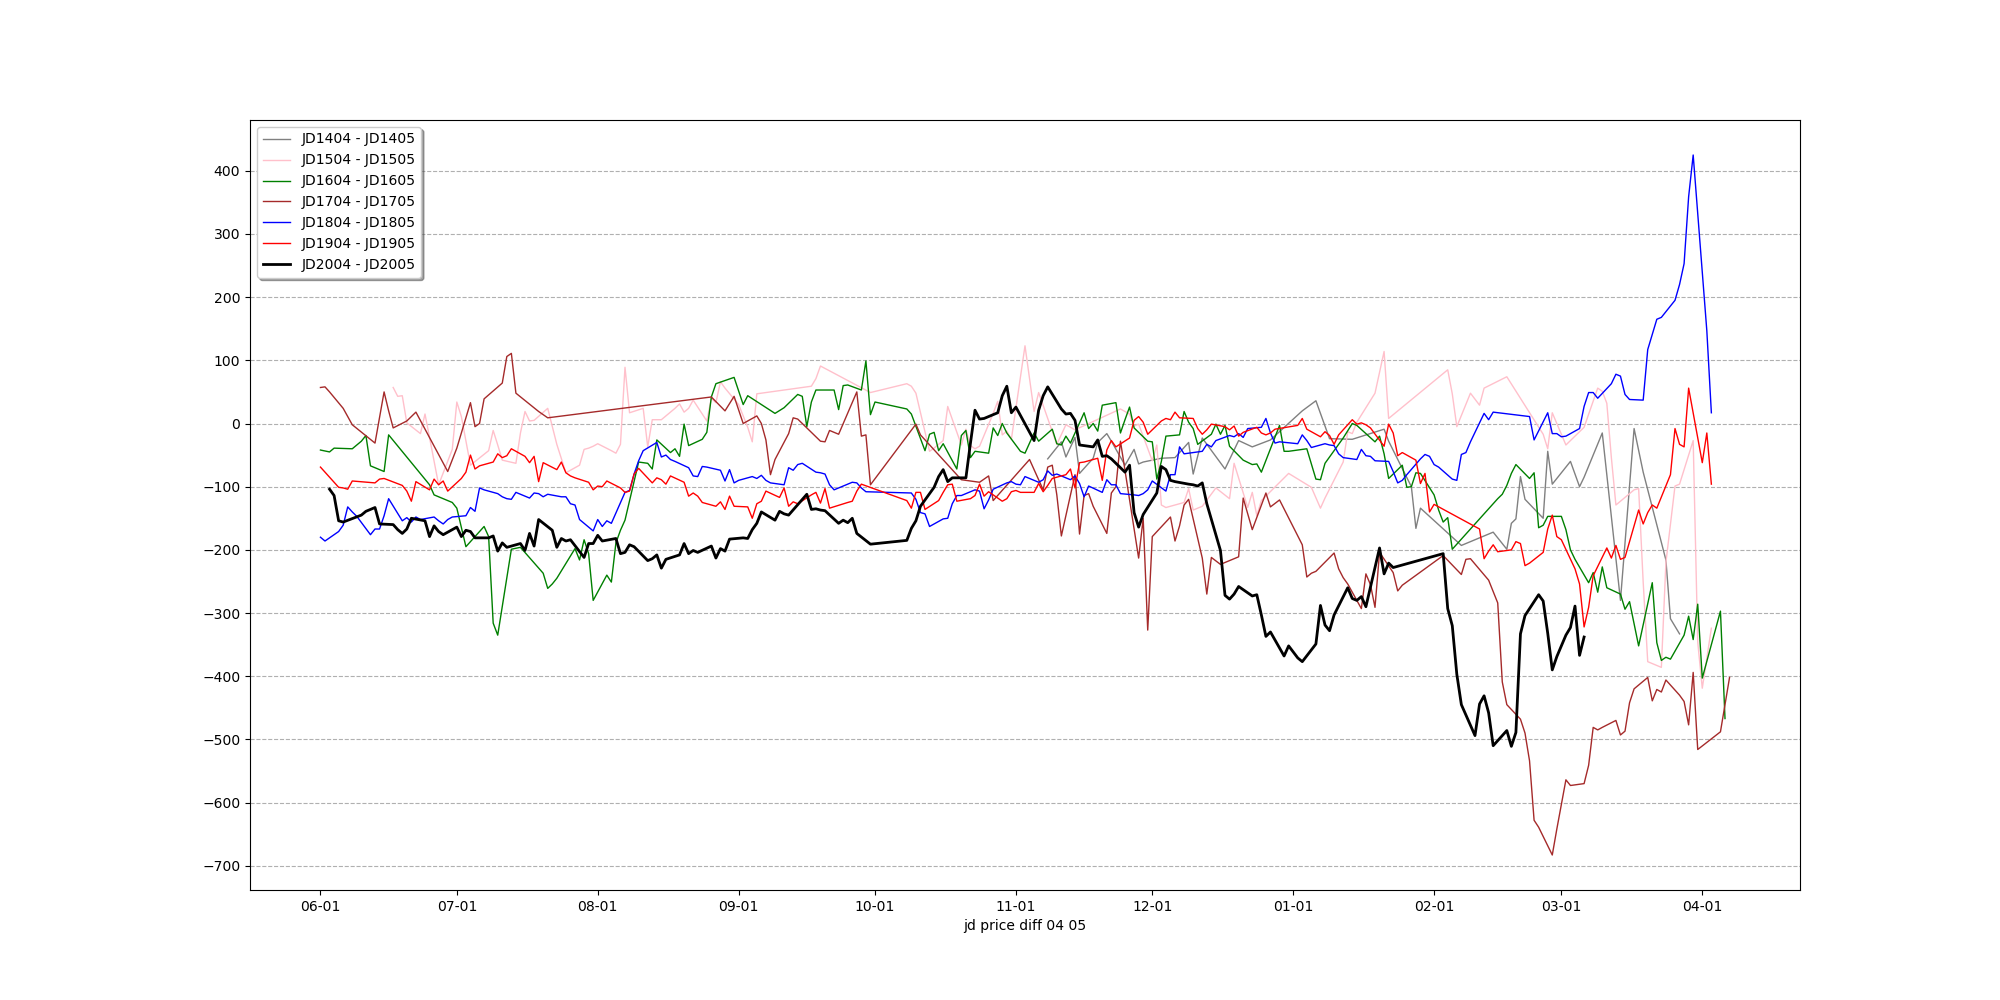 JD1404 - JD1405
JD1504 - JD1505
JD1604 - JD1605
JD1704 - JD1705
JD1804 - JD1805
JD1904 - JD1905
JD2004 - JD2005
400
300
200
100
0
−100
−200
−300
−400
−500
−600
−700
06-01 07-01 08-01 09-01 10-01 11-01 12-01 01-01 02-01 03-01 04-01
jd price diff 04 05